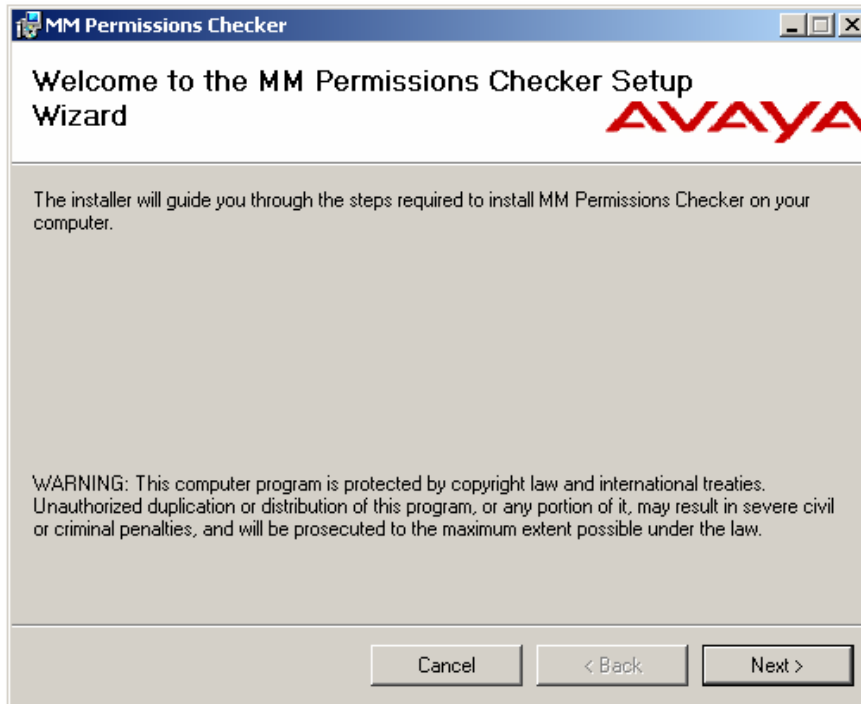 MM Permissions Checker
Welcome to the MM Permissions Checker Setup
Wizard
AVAYA
The installer will guide you through the steps required to install MM Permissions Checker on your
computer.
WARNING: This computer program is protected by copyright law and international treaties.
Unauthorized duplication or distribution of this program, or any portion of it, may result in severe civil
or criminal penalties, and will be prosecuted to the maximum extent possible under the law.
Cancel
< Back
Next >